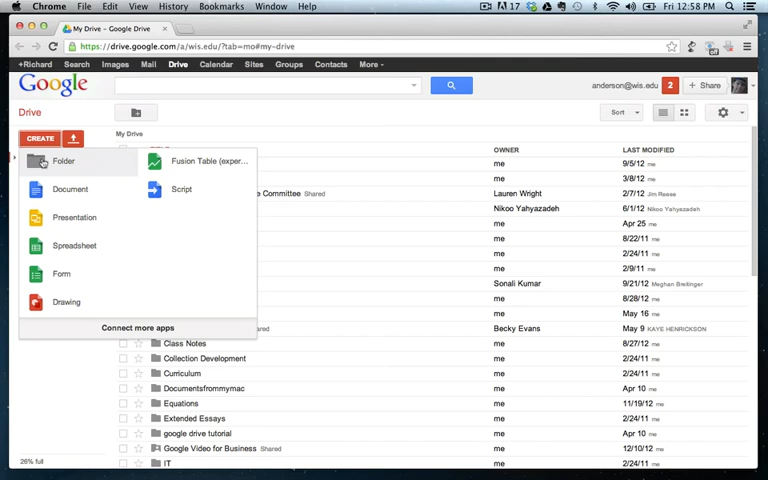 Chrome File Edit View History Bookmarks Window Help 17 Fri 12:58 PM
My Drive - Google Drive
https://drive.google.com/a/wis.edu/?tab=mo#my-drive
+Richard Search Images Mail Drive Calendar Sites Groups Contacts More
Google anderson@wis.edu 2 + Share
Drive Sort
CREATE My Drive
OWNER LAST MODIFIED
Folder Fusion Table (exper... me 9/5/12 me
me 3/8/12 me
Document Script e Committee Shared Lauren Wright 2/7/12 Jim Reese
Nikoo Yahyazadeh 6/1/12 Nikoo Yahyazadeh
Presentation me Apr 25 me
me 8/22/11 me
Spreadsheet me 2/24/11 me
me 2/9/11 me
Form Sonali Kumar 9/21/12 Meghan Breitinger
me 8/28/12 me
Drawing me May 16 me
Connect more apps ared Becky Evans May 9 KAYE HENRICKSON
Class Notes me 8/27/12 me
Collection Development me 2/24/11 me
Curriculum me 2/24/11 me
Documentsfrommymac me Apr 10 me
Equations me 11/19/12 me
Extended Essays me 2/24/11 me
google drive tutorial me Apr 10 me
Google Video for Business Shared me 12/10/12 me
26% full IT me 2/24/11 me